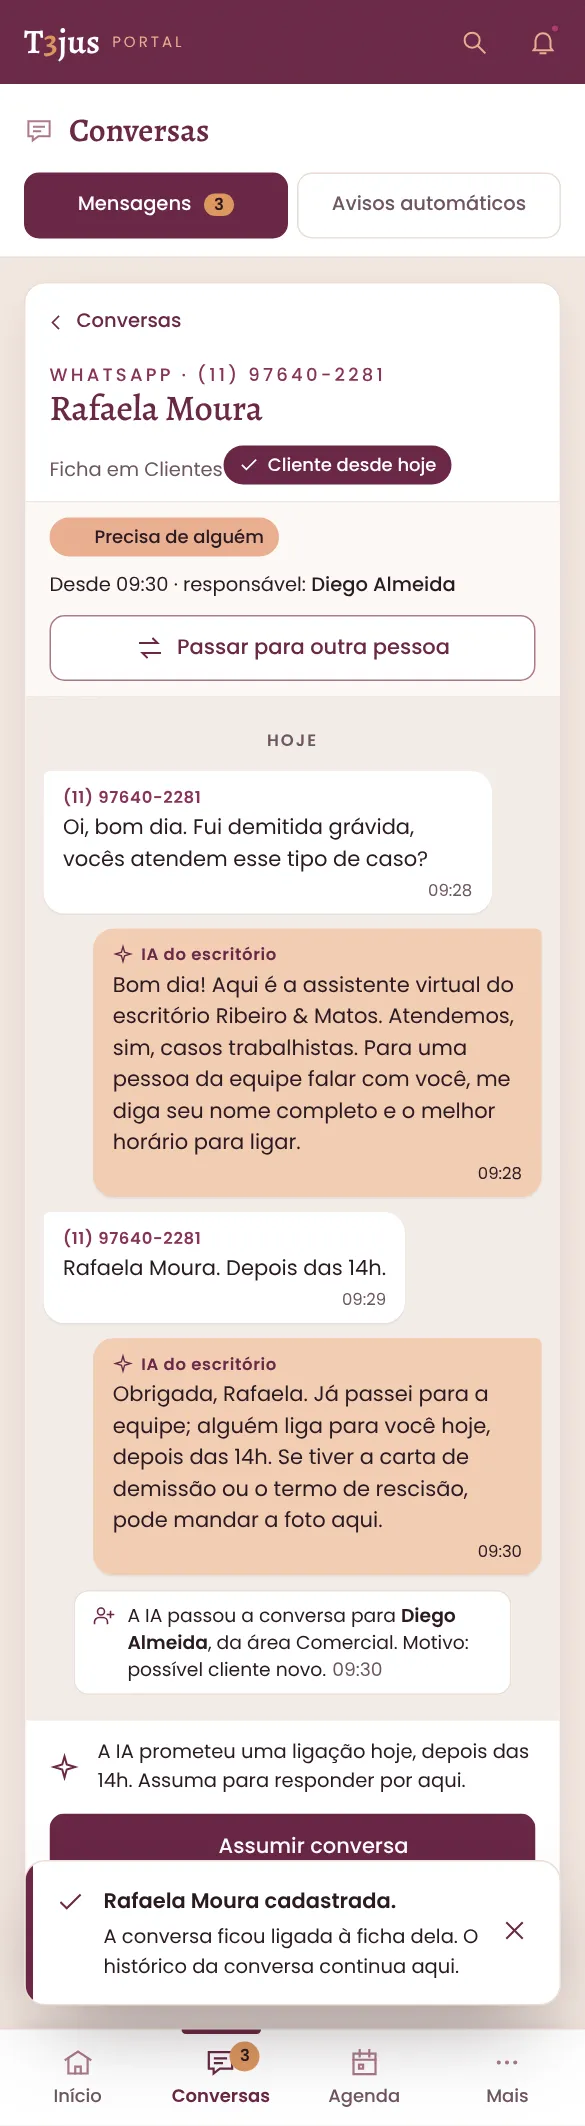 T3jus PORTAL
Conversas
Mensagens 3
Avisos automáticos
Conversas
WHATSAPP · (11) 97640-2281
Rafaela Moura
Ficha em Clientes
Cliente desde hoje
Precisa de alguém
Desde 09:30 · responsável: Diego Almeida
Passar para outra pessoa
HOJE
(11) 97640-2281
Oi, bom dia. Fui demitida grávida,
vocês atendem esse tipo de caso?
09:28
IA do escritório
Bom dia! Aqui é a assistente virtual do
escritório Ribeiro & Matos. Atendemos,
sim, casos trabalhistas. Para uma
pessoa da equipe falar com você, me
diga seu nome completo e o melhor
horário para ligar.
09:28
(11) 97640-2281
Rafaela Moura. Depois das 14h.
09:29
IA do escritório
Obrigada, Rafaela. Já passei para a
equipe; alguém liga para você hoje,
depois das 14h. Se tiver a carta de
demissão ou o termo de rescisão,
pode mandar a foto aqui.
09:30
A IA passou a conversa para Diego
Almeida, da área Comercial. Motivo:
possível cliente novo. 09:30
A IA prometeu uma ligação hoje, depois das
14h. Assuma para responder por aqui.
Assumir conversa
Rafaela Moura cadastrada.
A conversa ficou ligada à ficha dela. O
histórico da conversa continua aqui.
3
Início
Conversas
Agenda
Mais